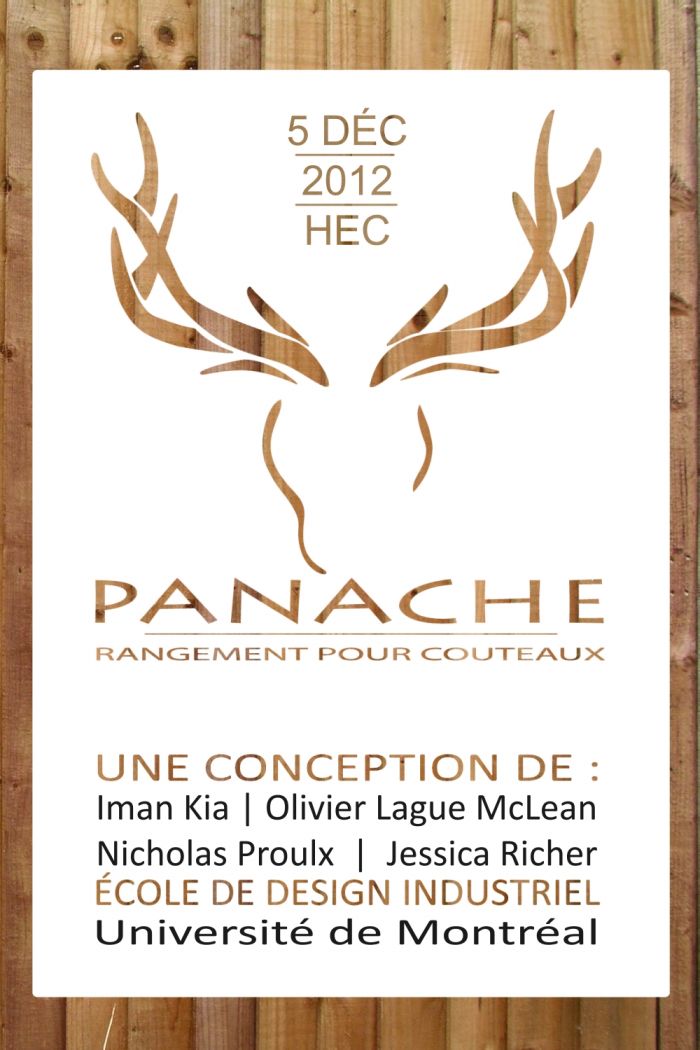 5 DÉC
2012
HEC
PANACHE
RANGEMENT POUR COUTEAUX
UNE CONCEPTION DE :
Iman Kia | Olivier Lague McLean
Nicholas Proulx | Jessica Richer
ÉCOLE DE DESIGN INDUSTRIEL
Université de Montréal